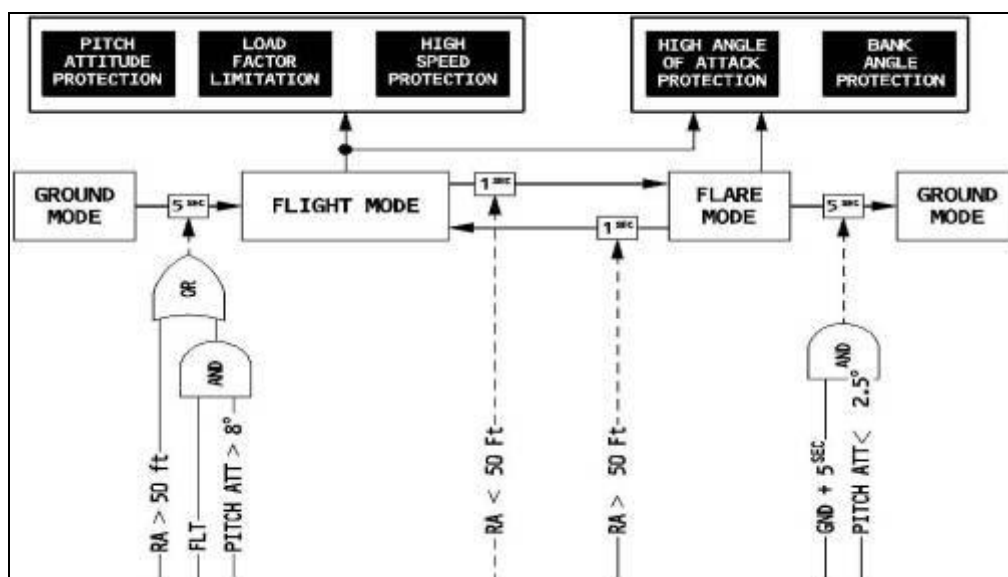 PITCH
ATTITUDE
PROTECTION
LOAD
FACTOR
LIMITATION
HIGH
SPEED
PROTECTION
HIGH ANGLE
OF ATTACK
PROTECTION
BANK
ANGLE
PROTECTION
GROUND
MODE
5 SEC
FLIGHT MODE
1 SEC
1 SEC
FLARE
MODE
5 SEC
GROUND
MODE
OR
AND
AND
RA > 50 ft
FLT
PITCH ATT > 8°
RA < 50 Ft
RA > 50 Ft
GND + 5 SEC
PITCH ATT < 2.5°